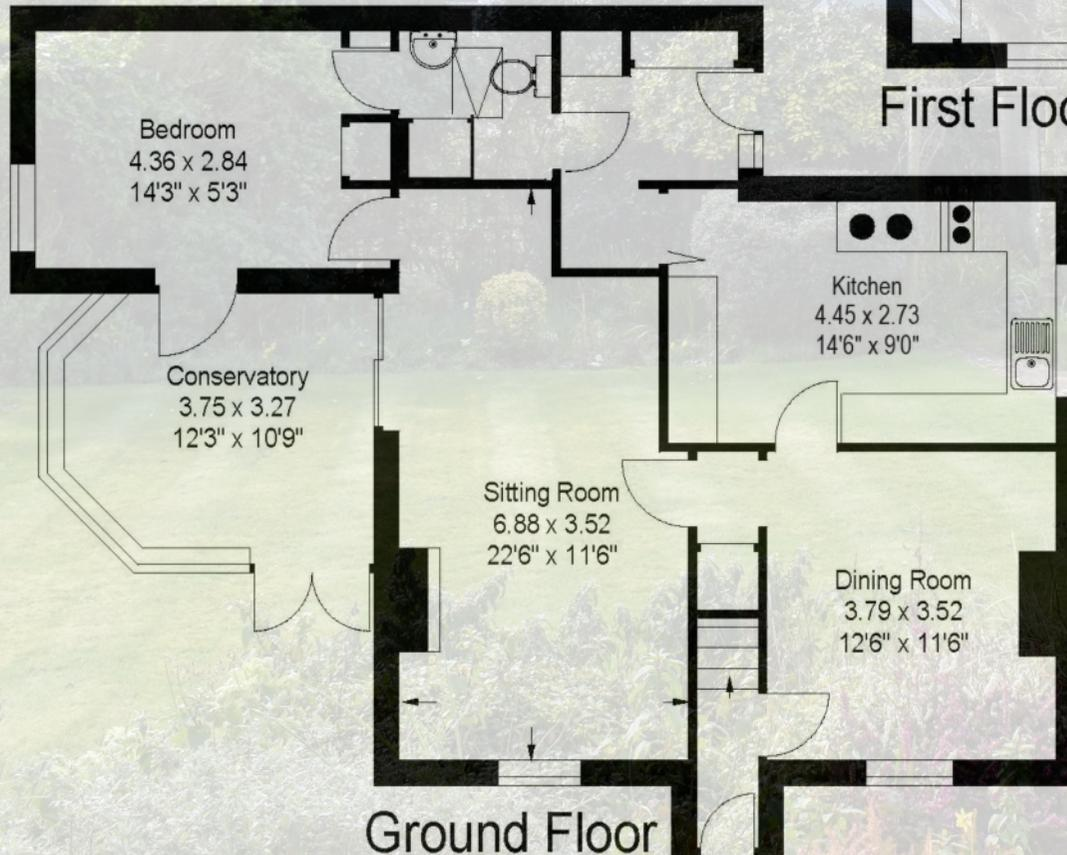 First Floo
Bedroom
4.36 x 2.84
14'3" x 5'3"
Kitchen
4.45 x 2.73
14'6" x 9'0"
Conservatory
3.75 x 3.27
12'3" x 10'9"
Sitting Room
6.88 x 3.52
22'6" x 11'6"
Dining Room
3.79 x 3.52
12'6" x 11'6"
Ground Floor